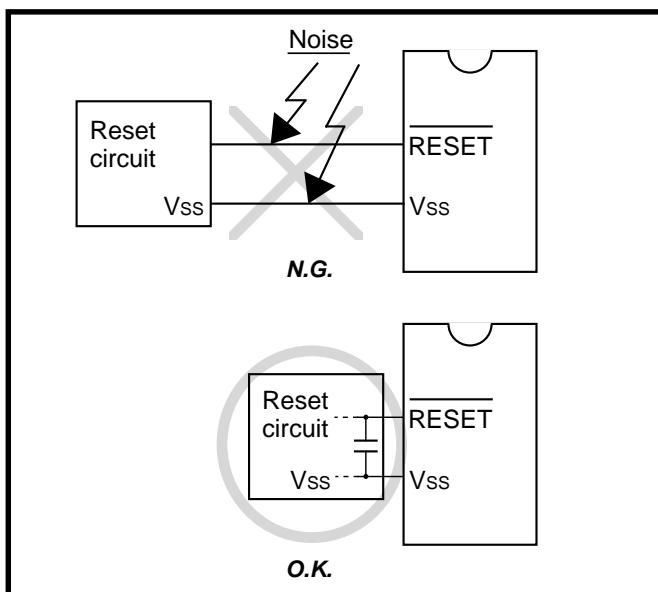 Noise
Reset
circuit
RESET
Vss
Vss
N.G.
Reset
circuit
RESET
Vss
Vss
O.K.